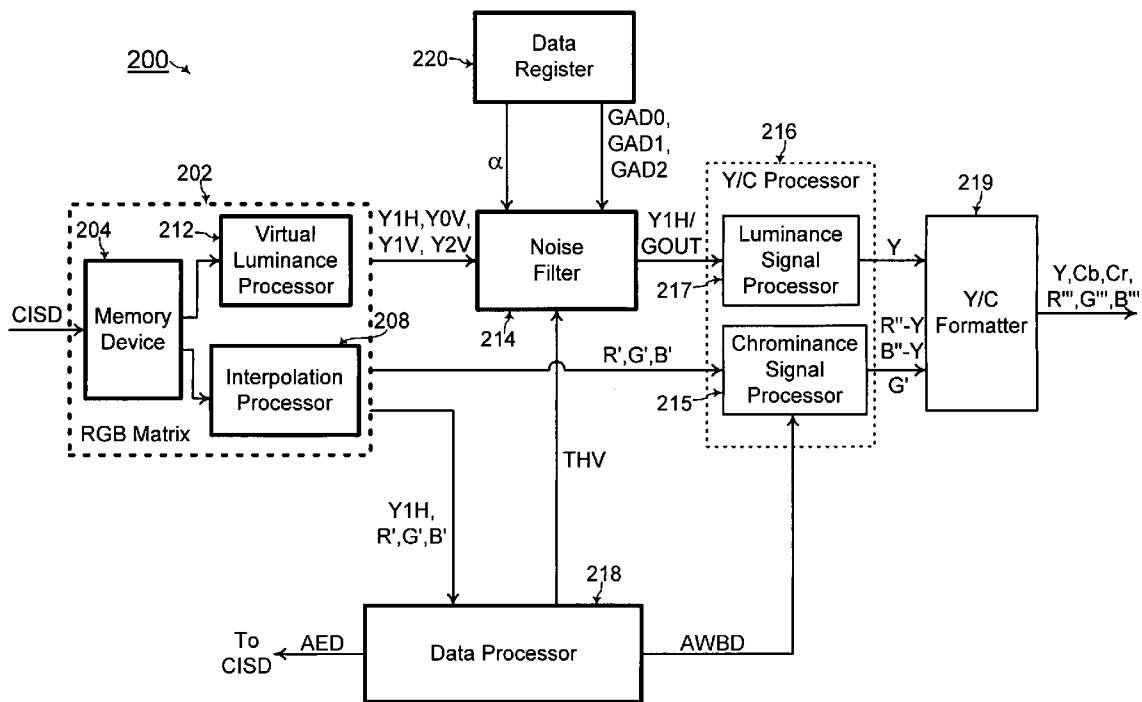 200
220
Data
Register
α
GAD0,
GAD1,
GAD2
216
Y/C Processor
202
204
212
Virtual
Luminance
Processor
Memory
Device
208
Interpolation
Processor
RGB Matrix
CISD
Y1H,Y0V,
Y1V, Y2V
Noise
Filter
214
Y1H/
GOUT
Luminance
Signal
Processor
217
Y
219
Y/C
Formatter
Y,Cb,Cr,
R''',G''',B'''
R',G',B'
Chrominance
Signal
Processor
215
R''-Y
B''-Y
G'
THV
Y1H,
R',G',B'
218
Data Processor
To
CISD
AED
AWBD